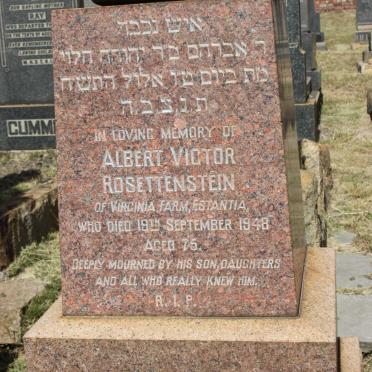 איש נכבד
ר אברהם בר יהודה הלוי
מת ביום טו אלול התשח
ת.נ.צ.ב.ה.
IN LOVING MEMORY OF
ALBERT VICTOR
ROSETTENSTEIN
OF VIRGINIA FARM, ESTANTIA,
WHO DIED 19TH SEPTEMBER 1948
AGED 75.
DEEPLY MOURNED BY HIS SON, DAUGHTERS
AND ALL WHO REALLY KNEW HIM.
R.I.P.
CUMM